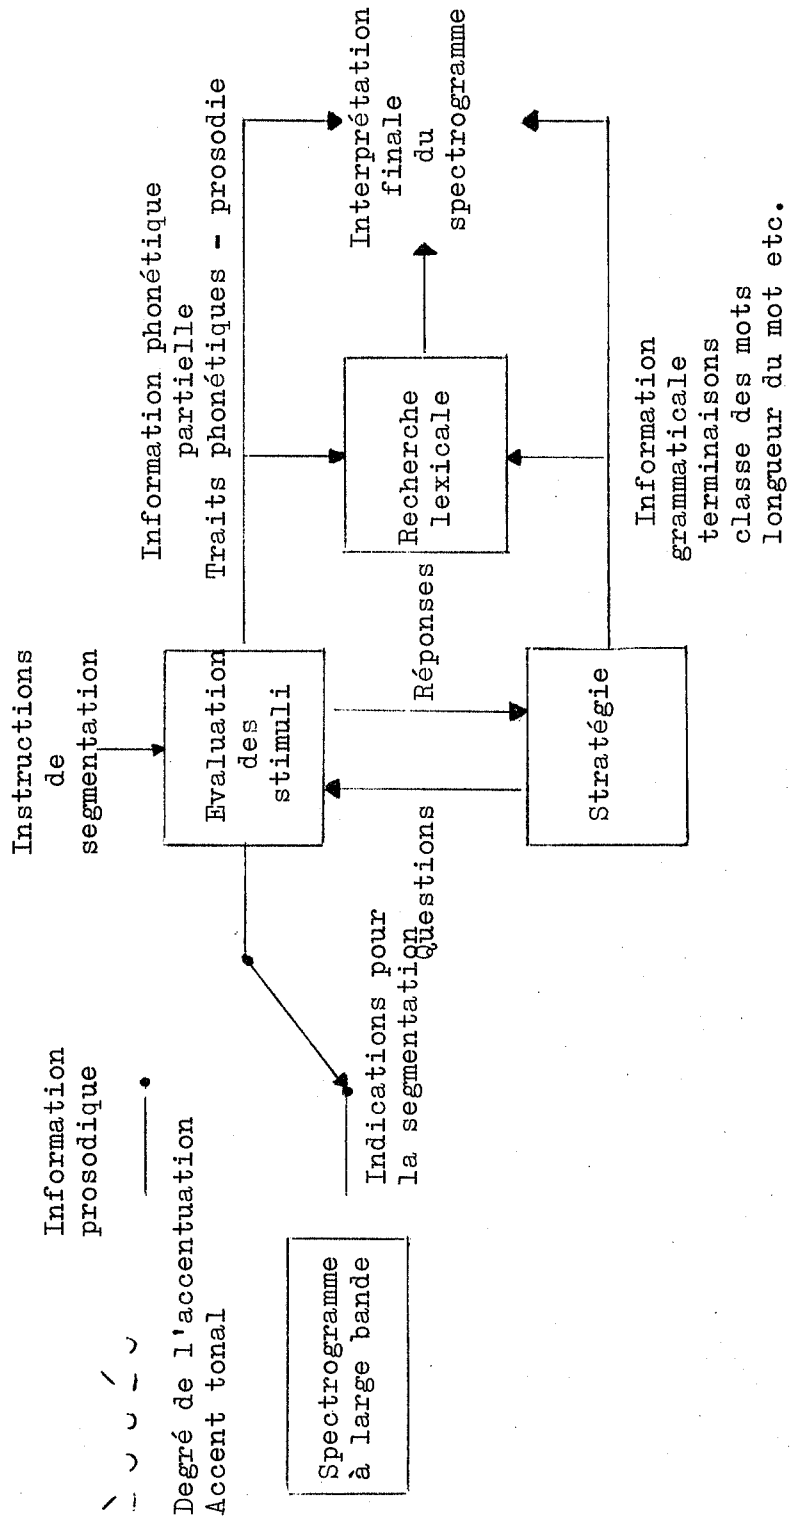 Information
prosodique
Degré de l'accentuation
Accent tonal
Spectrogramme
à large bande
Indications pour
la segmentation
Instructions
de
segmentation
Evaluation
des
stimuli
Questions
Réponses
Stratégie
Information phonétique
partielle
Traits phonétiques - prosodie
Recherche
lexicale
Information
grammaticale
terminaisons
classe des mots
longueur du mot etc.
Interprétation
finale
du
spectrogramme